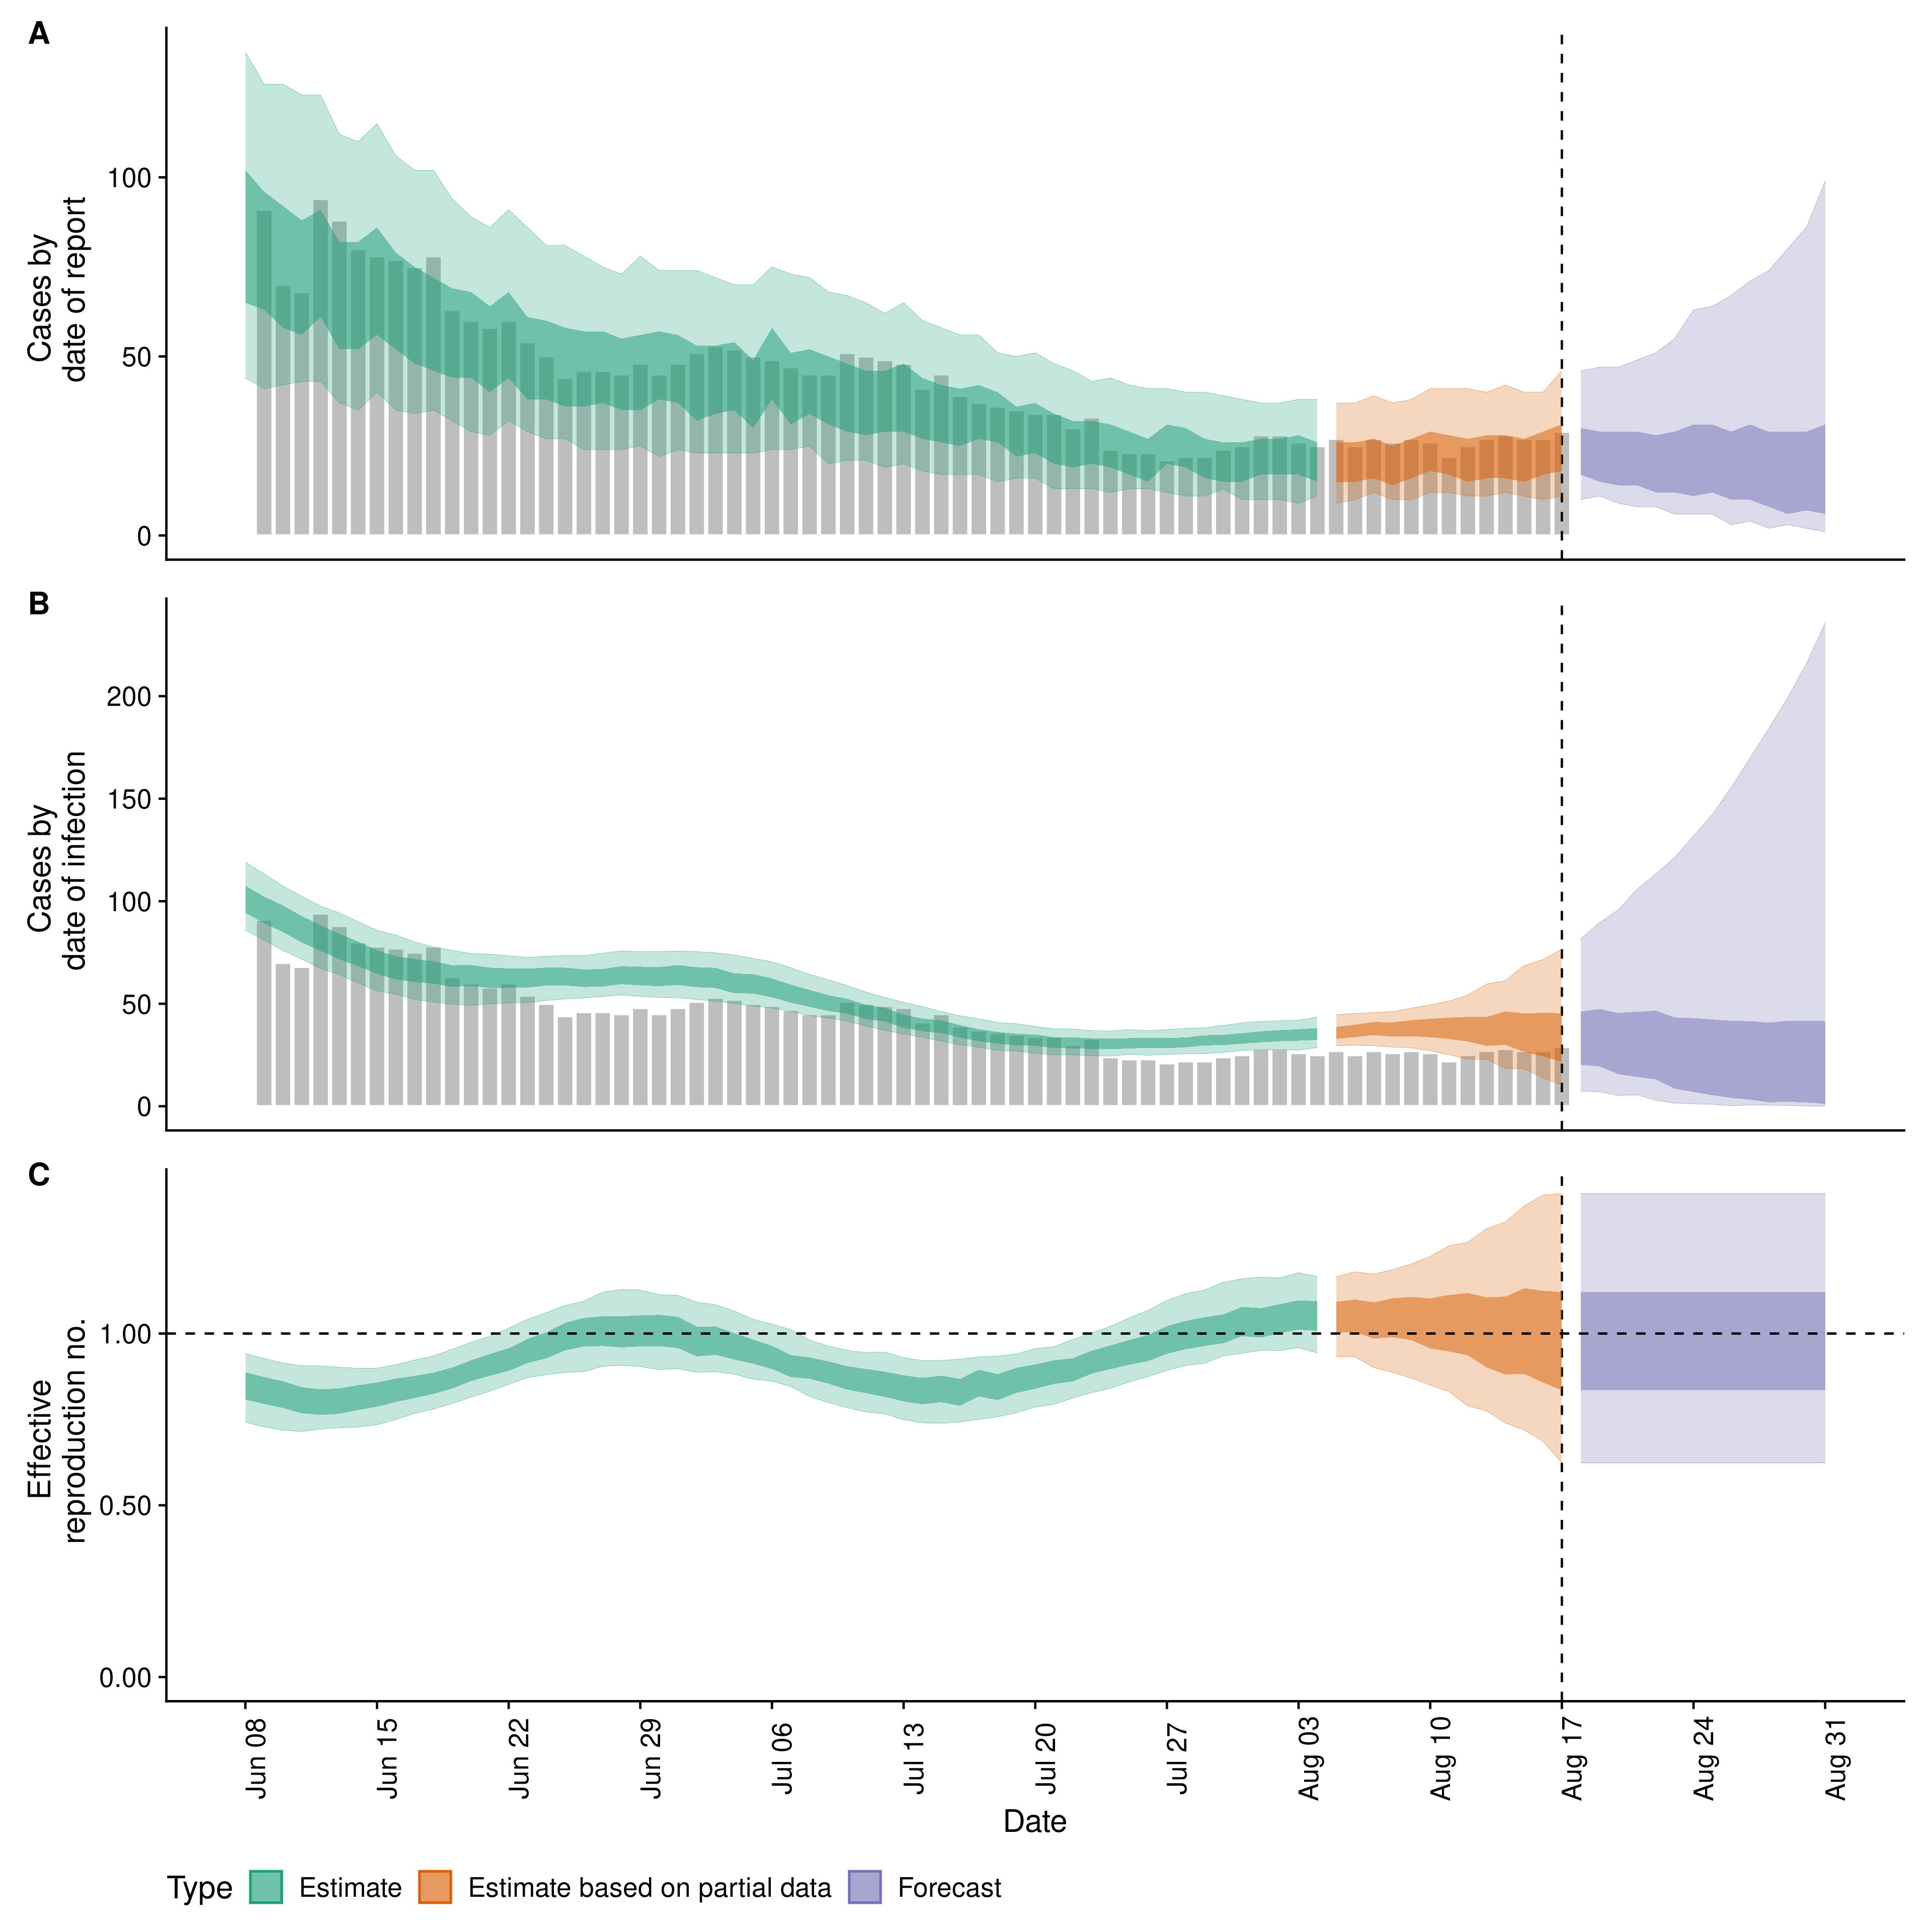 A
Cases by
date of report
100
50
0
B
Cases by
date of infection
200
150
100
50
0
C
Effective
reproduction no.
1.00
0.50
0.00
Jun 08
Jun 15
Jun 22
Jun 29
Jul 06
Jul 13
Jul 20
Jul 27
Aug 03
Aug 10
Aug 17
Aug 24
Aug 31
Date
Type Estimate Estimate based on partial data Forecast